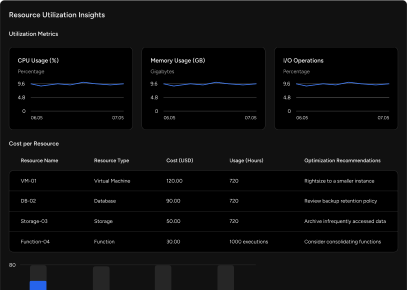 Resource Utilization Insights
Utilization Metrics
CPU Usage (%)
Percentage
9.6
4.8
0
06.05 07.05
Memory Usage (GB)
Gigabytes
9.6
4.8
0
06.05 07.05
I/O Operations
Percentage
9.6
4.8
0
06.05 07.05
Cost per Resource
Resource Name Resource Type Cost (USD) Usage (Hours) Optimization Recommendations
VM-01 Virtual Machine 120.00 720 Rightsize to a smaller instance
DB-02 Database 90.00 720 Review backup retention policy
Storage-03 Storage 50.00 720 Archive infrequently accessed data
Function-04 Function 30.00 1000 executions Consider consolidating functions
80